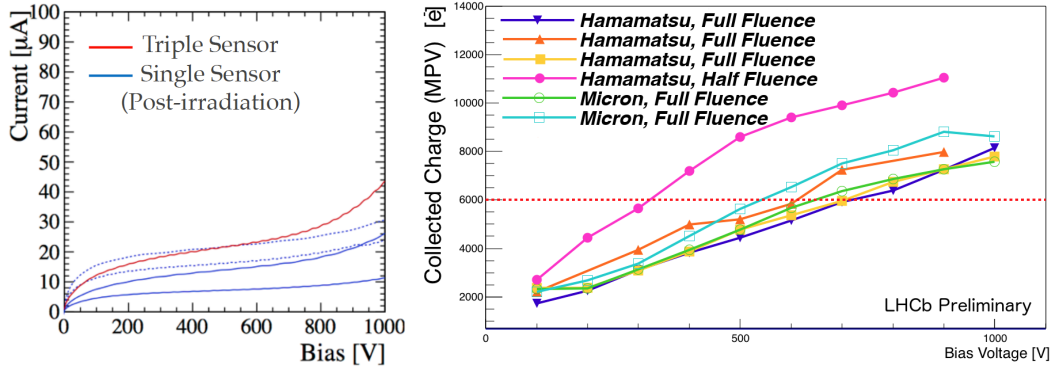 Current [µA]
100
90
80
70
60
50
40
30
20
10
0
Triple Sensor
Single Sensor
(Post-irradiation)
0 200 400 600 800 1000
Bias [V]
Collected Charge (MPV) [ē]
14000
12000
10000
8000
6000
4000
2000
Hamamatsu, Full Fluence
Hamamatsu, Full Fluence
Hamamatsu, Full Fluence
Hamamatsu, Half Fluence
Micron, Full Fluence
Micron, Full Fluence
LHCb Preliminary
0 500 1000
Bias Voltage [V]